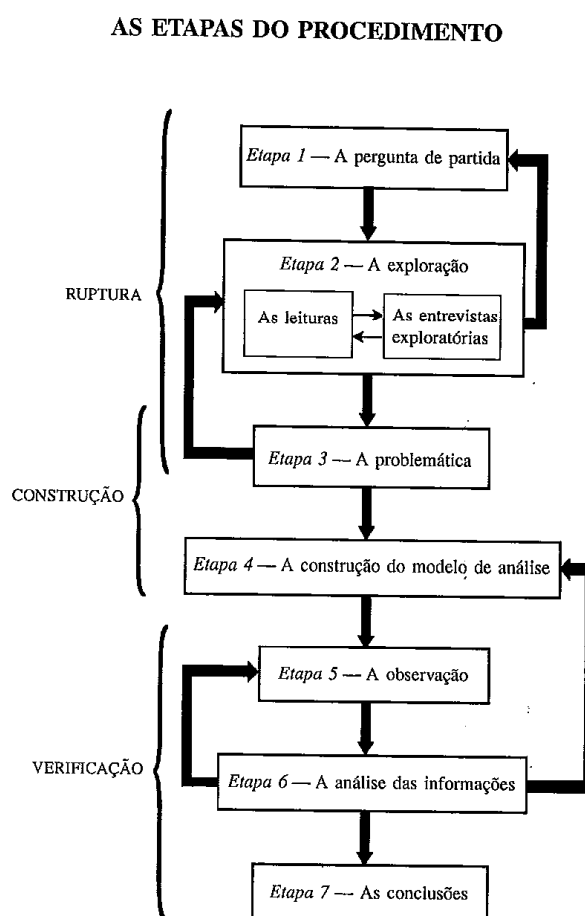 AS ETAPAS DO PROCEDIMENTO
Etapa 1 — A pergunta de partida
Etapa 2 — A exploração
RUPTURA
As leituras
As entrevistas
exploratórias
Etapa 3 — A problemática
CONSTRUÇÃO
Etapa 4 — A construção do modelo de análise
Etapa 5 — A observação
VERIFICAÇÃO
Etapa 6 — A análise das informações
Etapa 7 — As conclusões